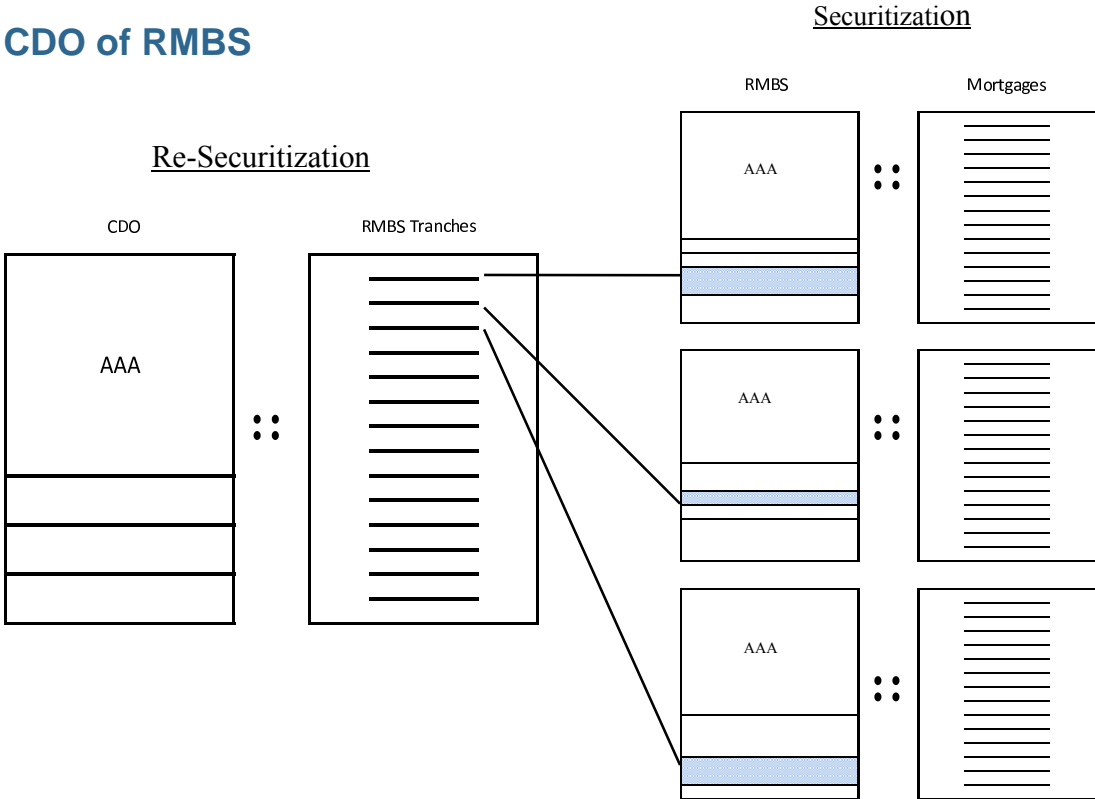 CDO of RMBS
Securitization
RMBS
Mortgages
Re-Securitization
AAA
CDO
RMBS Tranches
AAA
AAA
AAA